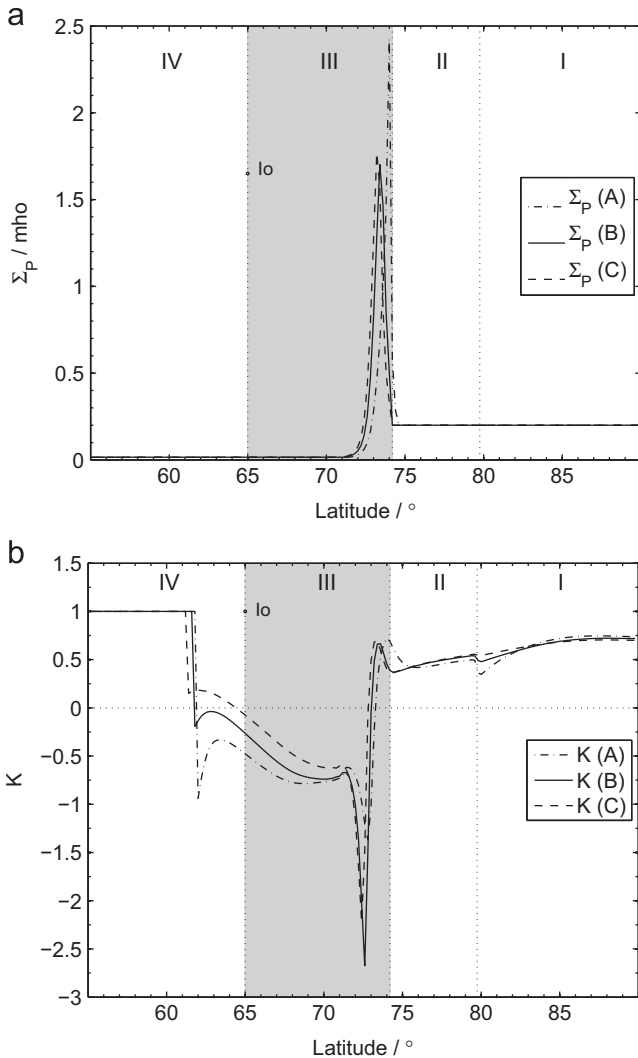 a
2.5
2
1.5
1
0.5
0
Σ_P / mho
IV III II I
Io
Σ_P (A)
Σ_P (B)
Σ_P (C)
60 65 70 75 80 85
Latitude / °
b
1.5
1
0.5
0
−0.5
−1
−1.5
−2
−2.5
−3
K
IV III II I
Io
K (A)
K (B)
K (C)
60 65 70 75 80 85
Latitude / °